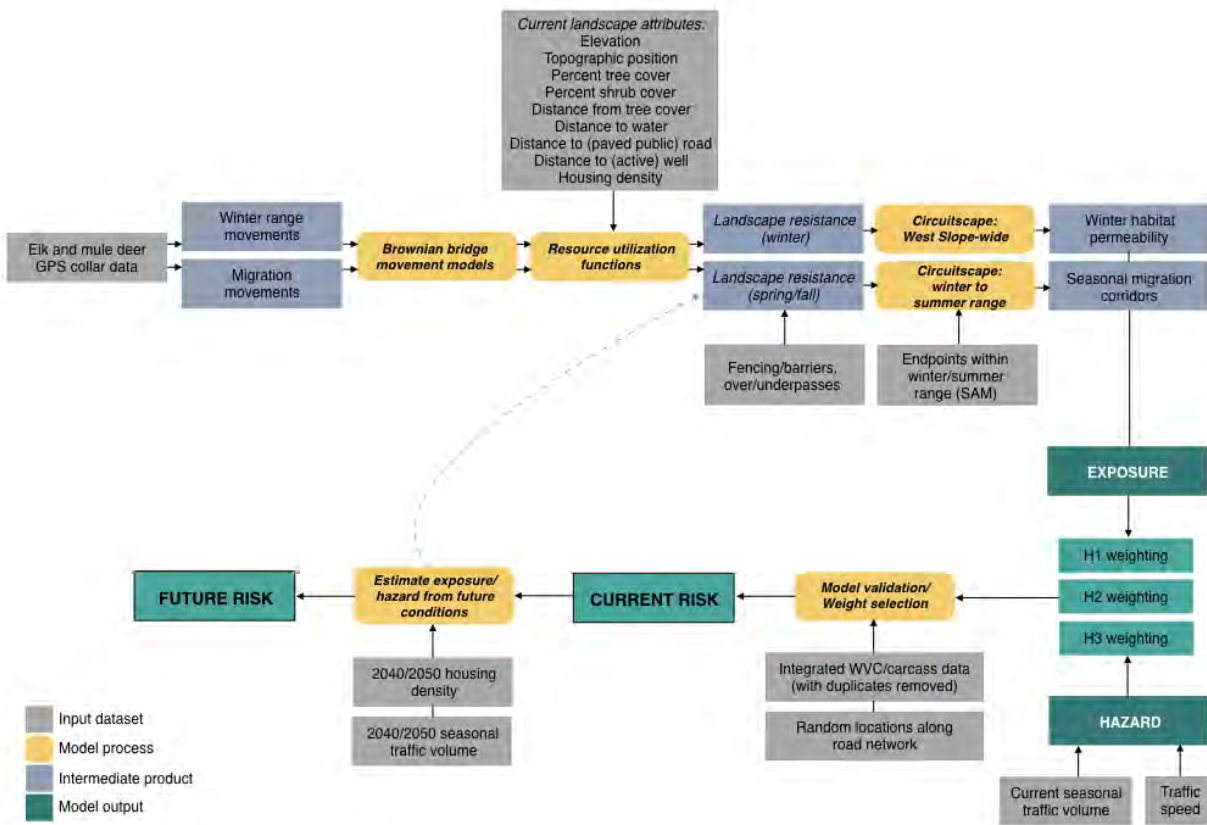 Current landscape attributes:
Elevation
Topographic position
Percent tree cover
Percent shrub cover
Distance from tree cover
Distance to water
Distance to (paved public) road
Distance to (active) well
Housing density
Elk and mule deer
GPS collar data
Winter range
movements
Migration
movements
Brownian bridge
movement models
Resource utilization
functions
Landscape resistance
(winter)
Landscape resistance
(spring/fall)
Circuitscape:
West Slope-wide
Circuitscape:
winter to
summer range
Winter habitat
permeability
Seasonal migration
corridors
Fencing/barriers,
over/underpasses
Endpoints within
winter/summer
range (SAM)
EXPOSURE
H1 weighting
H2 weighting
H3 weighting
HAZARD
Current seasonal
traffic volume
Traffic
speed
Model validation/
Weight selection
Integrated WVC/carcass data
(with duplicates removed)
Random locations along
road network
CURRENT RISK
Estimate exposure/
hazard from future
conditions
2040/2050 housing
density
2040/2050 seasonal
traffic volume
FUTURE RISK
Input dataset
Model process
Intermediate product
Model output